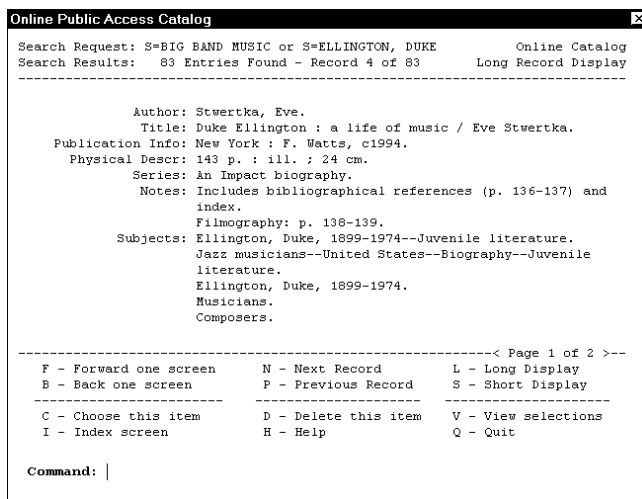 Online Public Access Catalog
Search Request: S=BIG BAND MUSIC or S=ELLINGTON, DUKE Online Catalog
Search Results: 83 Entries Found - Record 4 of 83 Long Record Display
Author: Stwertka, Eve.
Title: Duke Ellington : a life of music / Eve Stwertka.
Publication Info: New York : F. Watts, c1994.
Physical Descr: 143 p. : ill. ; 24 cm.
Series: An Impact biography.
Notes: Includes bibliographical references (p. 136-137) and
index.
Filmography: p. 138-139.
Subjects: Ellington, Duke, 1899-1974--Juvenile literature.
Jazz musicians--United States--Biography--Juvenile
literature.
Ellington, Duke, 1899-1974.
Musicians.
Composers.
< Page 1 of 2 >
F - Forward one screen N - Next Record L - Long Display
B - Back one screen P - Previous Record S - Short Display
C - Choose this item D - Delete this item V - View selections
I - Index screen H - Help Q - Quit
Command: